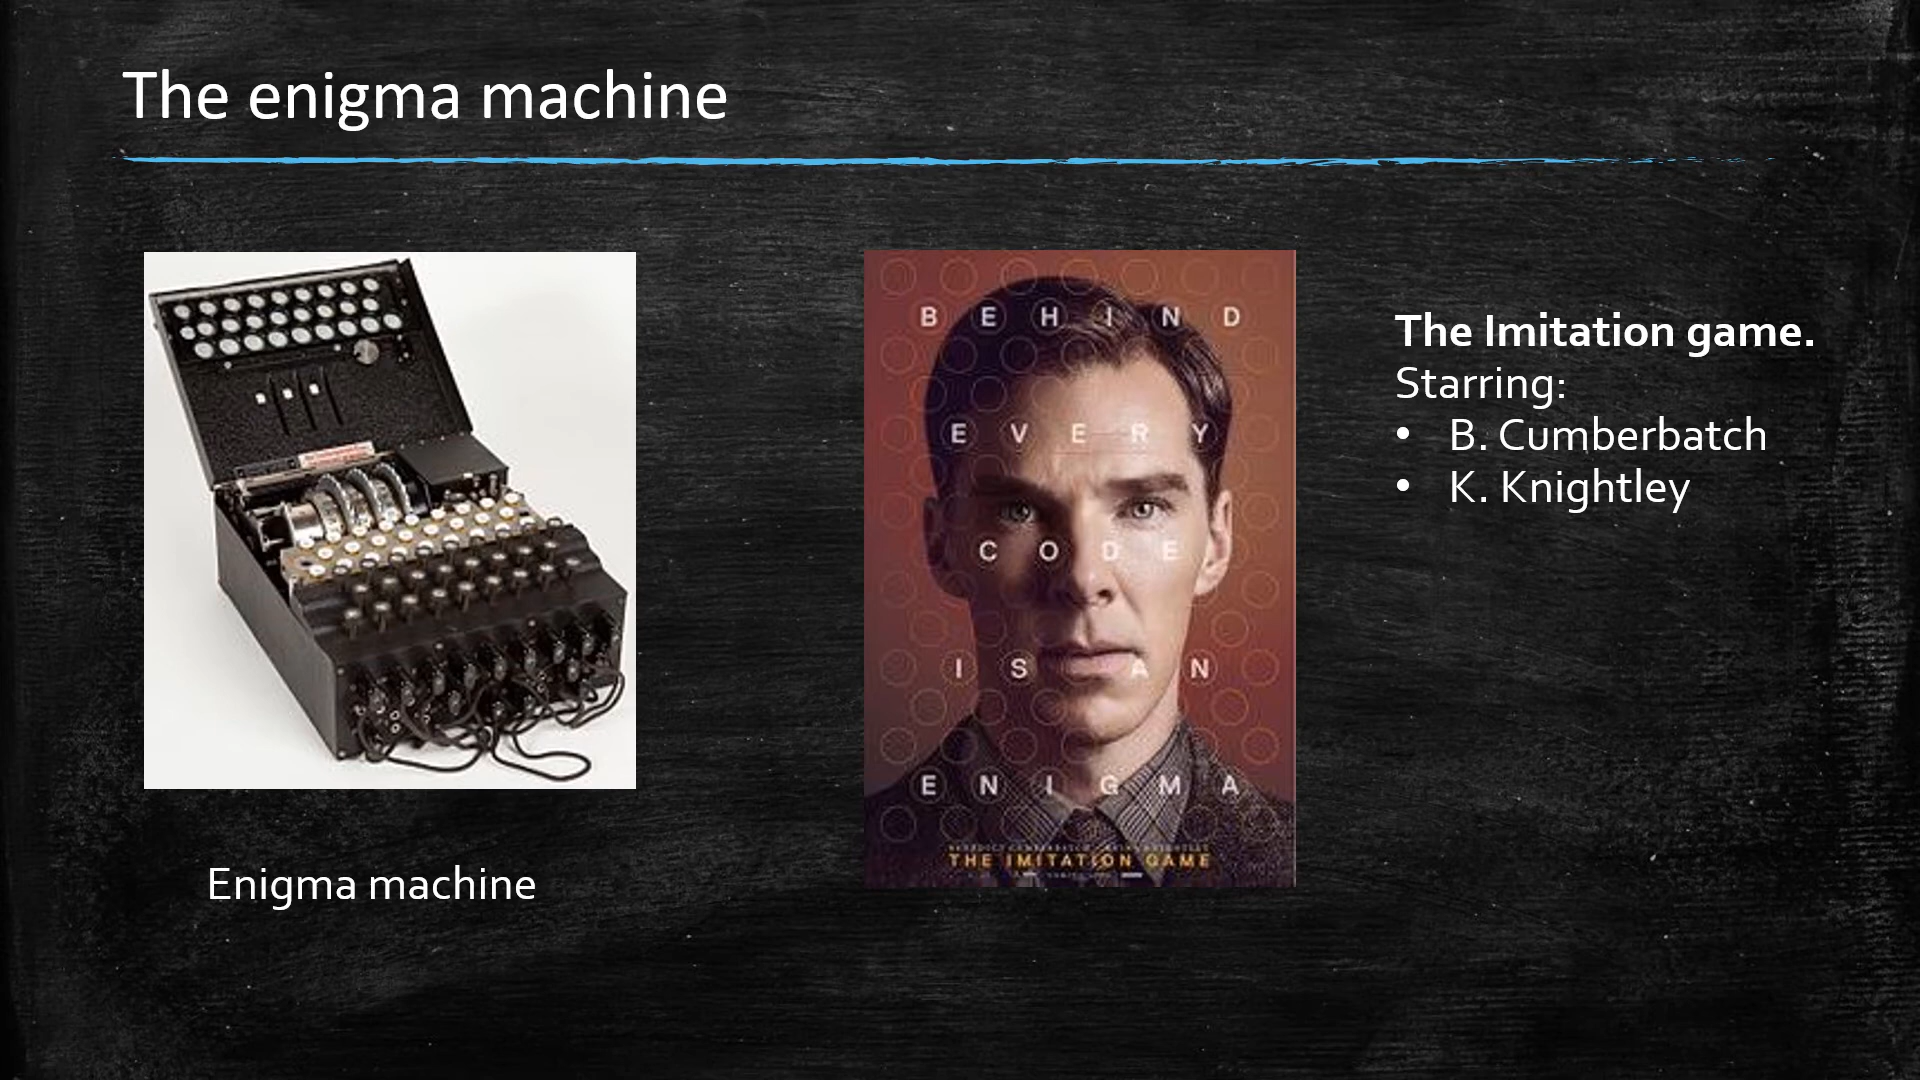 The enigma machine
BEHIND
EVERY
CODE
IS AN
ENIGMA
THE IMITATION GAME
Enigma machine
The Imitation game.
Starring:
• B. Cumberbatch
• K. Knightley